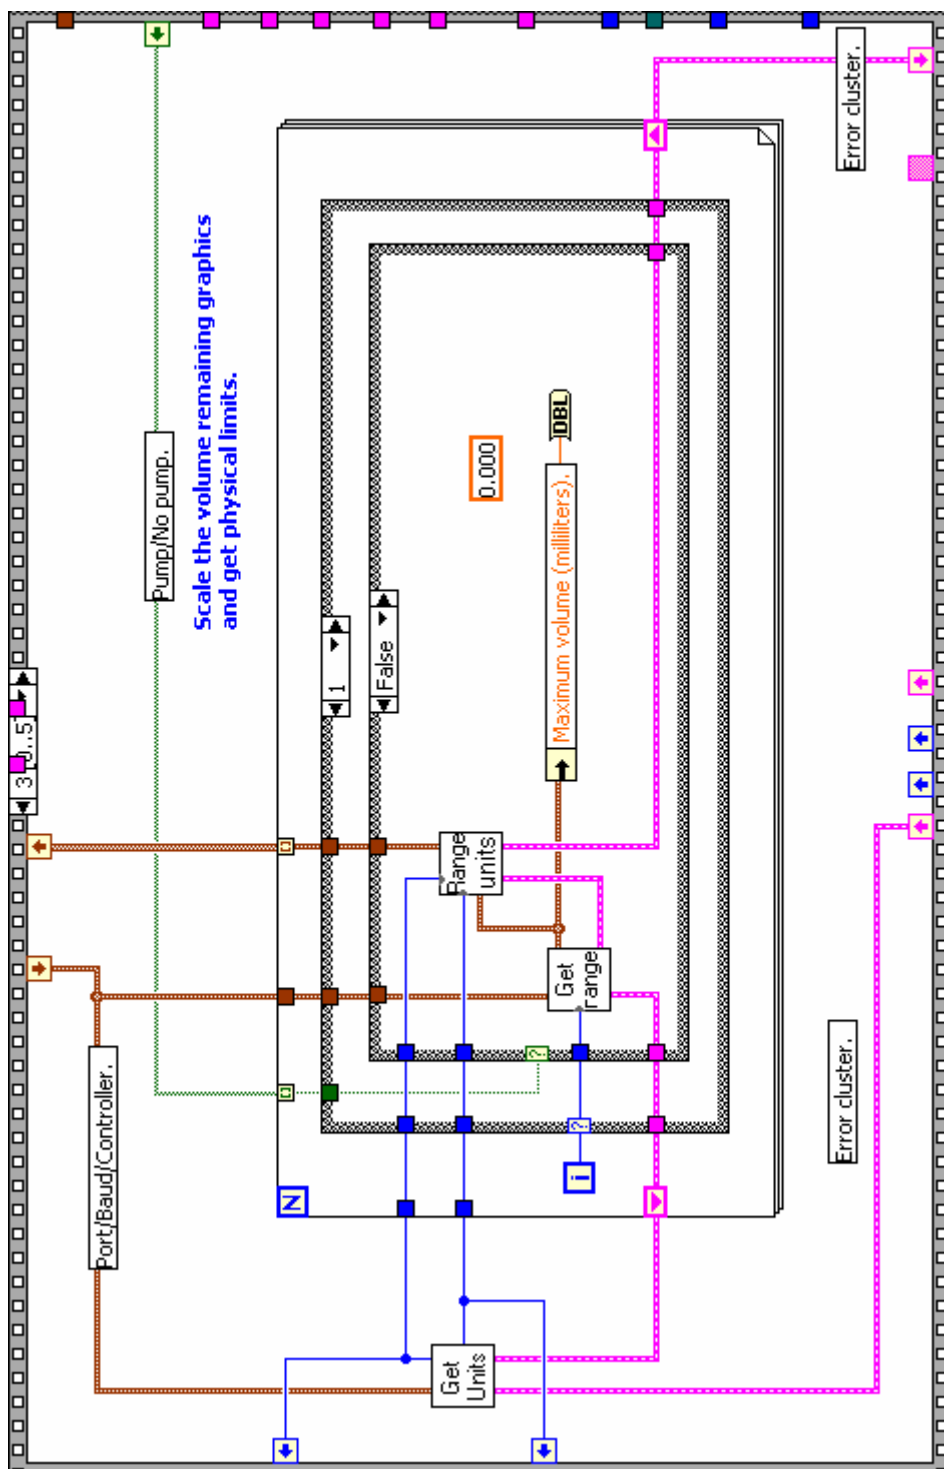 3 0..5
Pump/No pump.
Port/Baud/Controller.
Scale the volume remaining graphics
and get physical limits.
N
1
False
0.000
Maximum volume (milliliters).
DBL
Range
units
Get
range
?
?
i
Get
Units
Error cluster.
Error cluster.